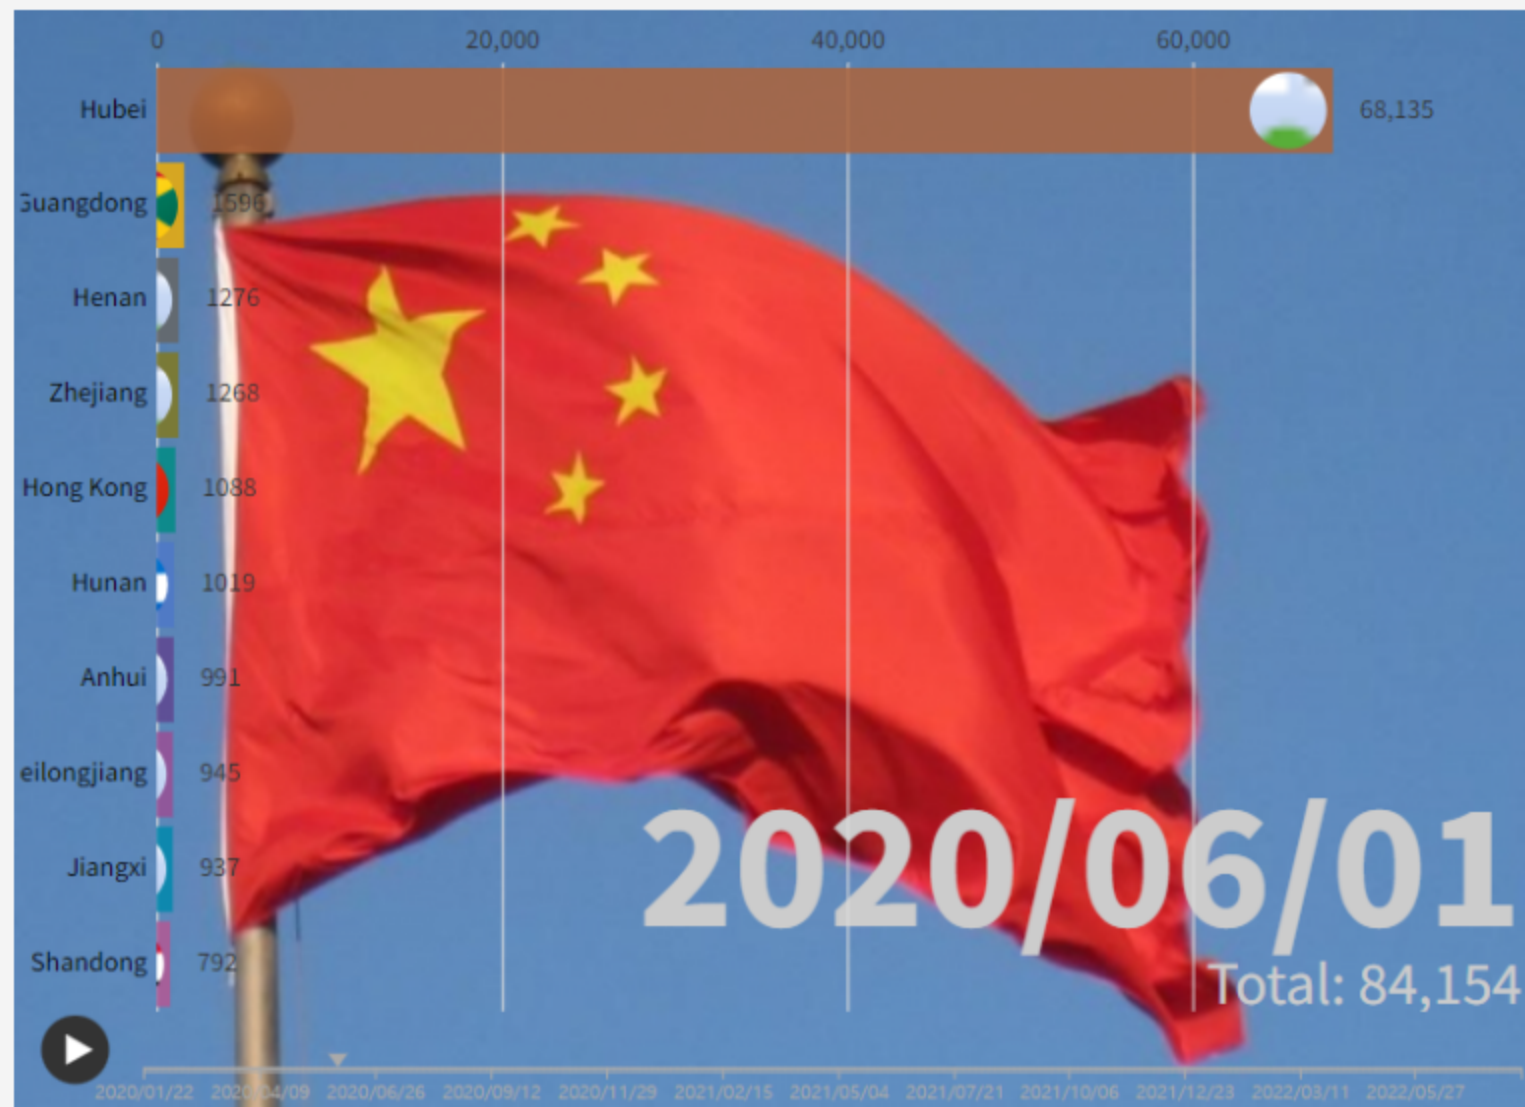 0 20,000 40,000 60,000
Hubei 68,135
Guangdong 1596
Henan 1276
Zhejiang 1268
Hong Kong 1088
Hunan 1019
Anhui 991
eilongjiang 945
Jiangxi 937
Shandong 792
2020/06/01
Total: 84,154
2020/01/22 2020/04/09 2020/06/26 2020/09/12 2020/11/29 2021/02/15 2021/05/04 2021/07/21 2021/10/06 2021/12/23 2022/03/11 2022/05/27